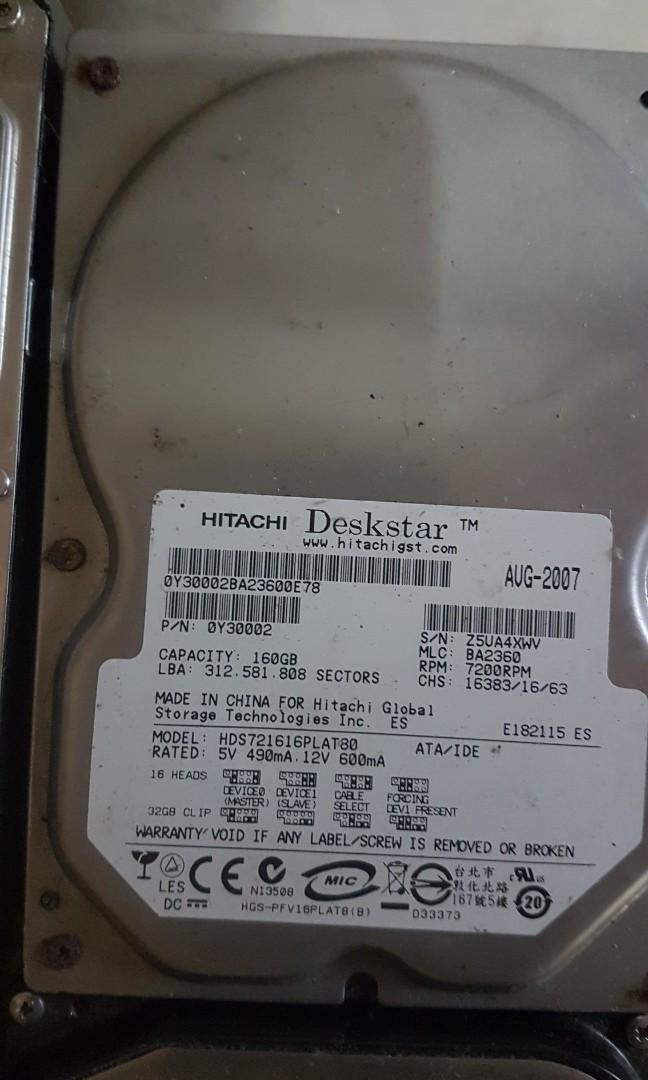 HITACHI Deskstar ™
www.hitachigst.com
0Y30002BA23600E78
AUG-2007
P/N: 0Y30002
S/N: Z5UA4XWV
MLC: BA2360
CAPACITY: 160GB
RPM: 7200RPM
LBA: 312.581.808 SECTORS
CHS: 16383/16/63
MADE IN CHINA FOR Hitachi Global
Storage Technologies Inc. ES
E182115 ES
MODEL: HDS721616PLAT80
ATA/IDE
RATED: 5V 490mA.12V 600mA
16 HEADS
DEVICE0 (MASTER)
DEVICE1 (SLAVE)
CABLE SELECT
FORCING DEV1 PRESENT
32GB CLIP
WARRANTY VOID IF ANY LABEL/SCREW IS REMOVED OR BROKEN
LES
DC
CE
N13508
MIC
台北市
敦化北路
167號5樓
20
HGS-PFV16PLAT8(B)
D33373